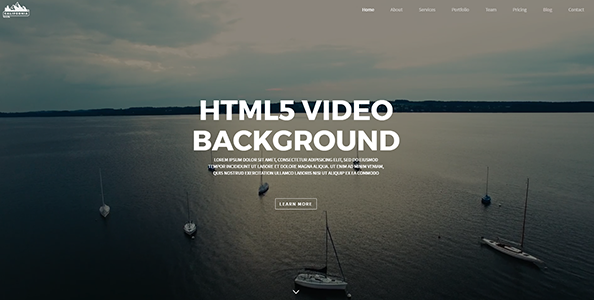 CALIFORNIA
Home About Services Portfolio Team Pricing Blog Contact
HTML5 VIDEO
BACKGROUND
LOREM IPSUM DOLOR SIT AMET, CONSECTETUR ADIPISICING ELIT, SED DO EIUSMOD
TEMPOR INCIDIDUNT UT LABORE ET DOLORE MAGNA ALIQUA. UT ENIM AD MINIM VENIAM,
QUIS NOSTRUD EXERCITATION ULLAMCO LABORIS NISI UT ALIQUIP EX EA COMMODO
LEARN MORE